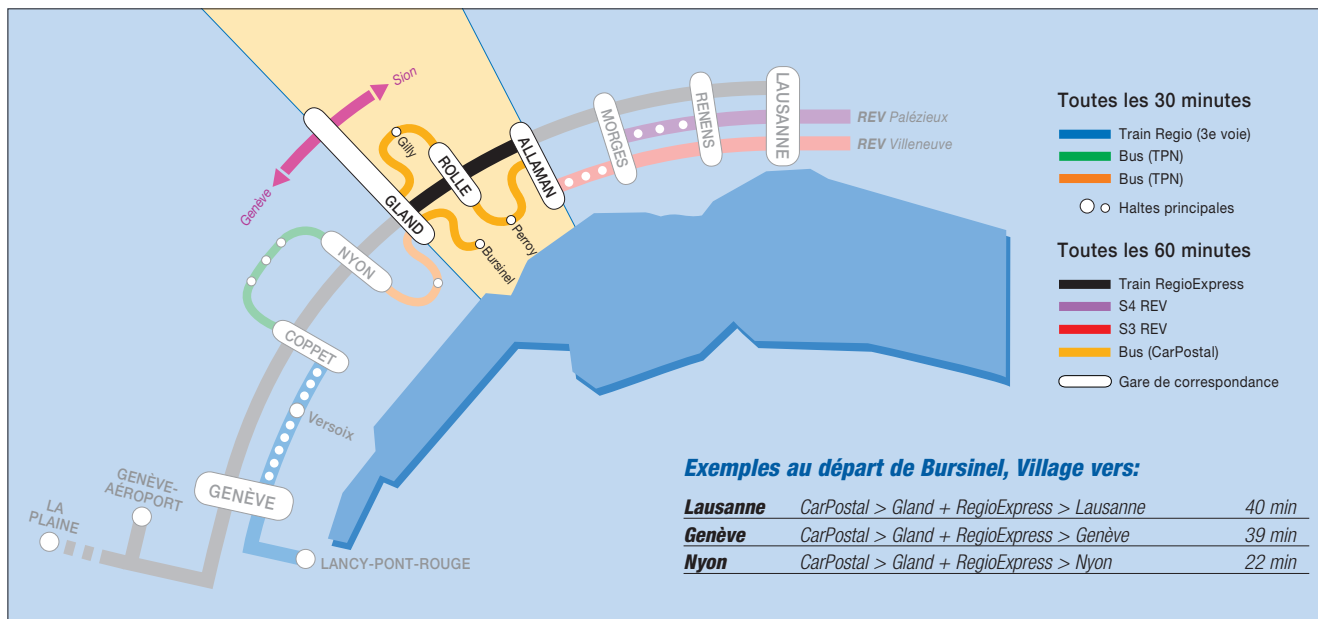 Sion
Genève
Gilly
ROLLE
ALLAMAN
GLAND
Perroy
Bursinel
MORGES
RENENS
LAUSANNE
REV Palézieux
REV Villeneuve
NYON
COPPET
Versoix
GENÈVE
GENÈVE-
AÉROPORT
LA
PLAINE
LANCY-PONT-ROUGE
Toutes les 30 minutes
Train Regio (3e voie)
Bus (TPN)
Bus (TPN)
Haltes principales
Toutes les 60 minutes
Train RegioExpress
S4 REV
S3 REV
Bus (CarPostal)
Gare de correspondance
Exemples au départ de Bursinel, Village vers:
Lausanne CarPostal > Gland + RegioExpress > Lausanne 40 min
Genève CarPostal > Gland + RegioExpress > Genève 39 min
Nyon CarPostal > Gland + RegioExpress > Nyon 22 min